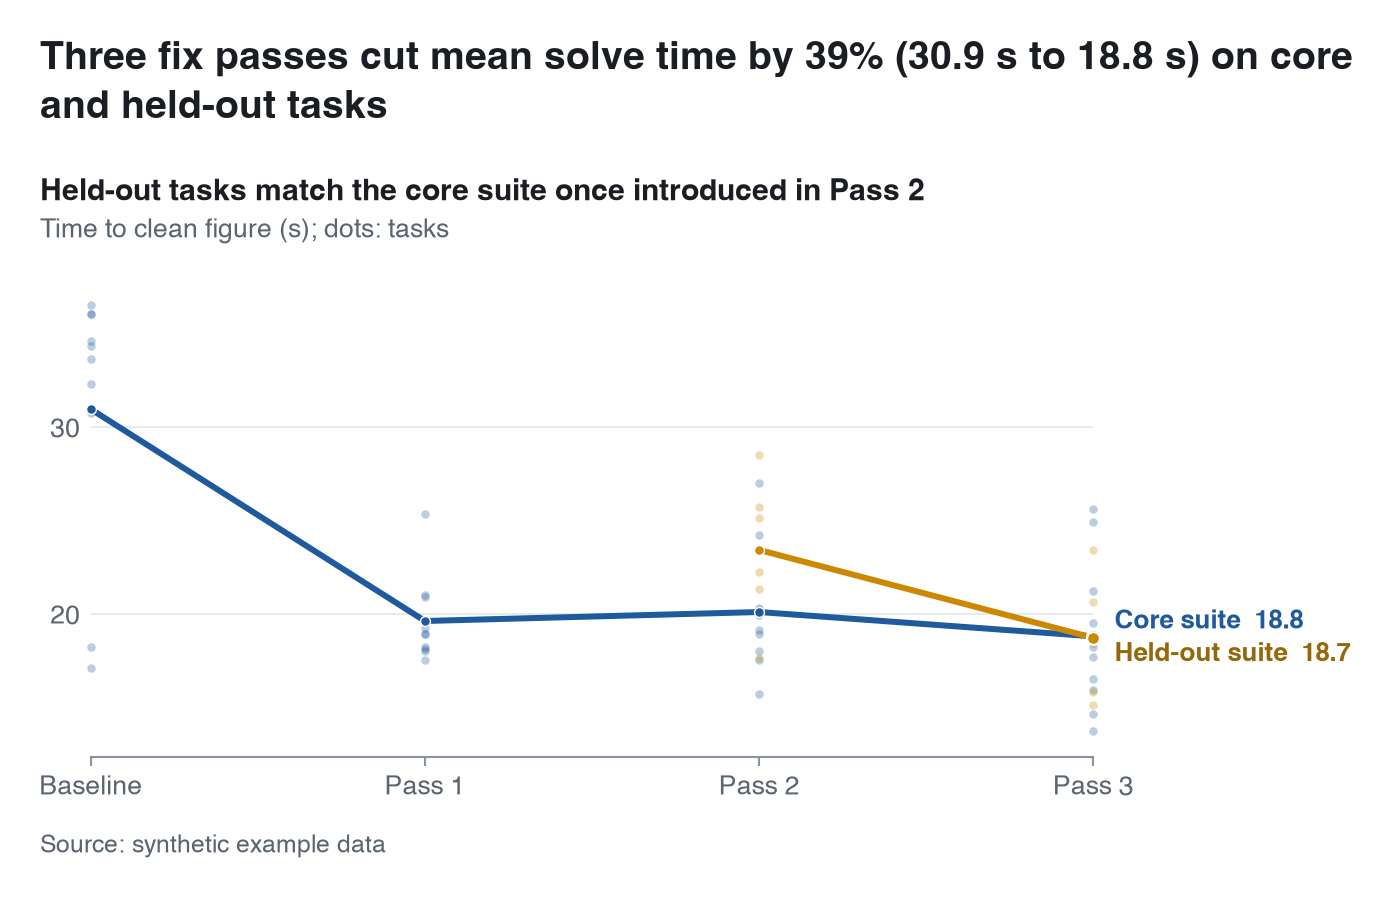 Three fix passes cut mean solve time by 39% (30.9 s to 18.8 s) on core
and held-out tasks
Held-out tasks match the core suite once introduced in Pass 2
Time to clean figure (s); dots: tasks
30
20
Core suite 18.8
Held-out suite 18.7
Baseline
Pass 1
Pass 2
Pass 3
Source: synthetic example data